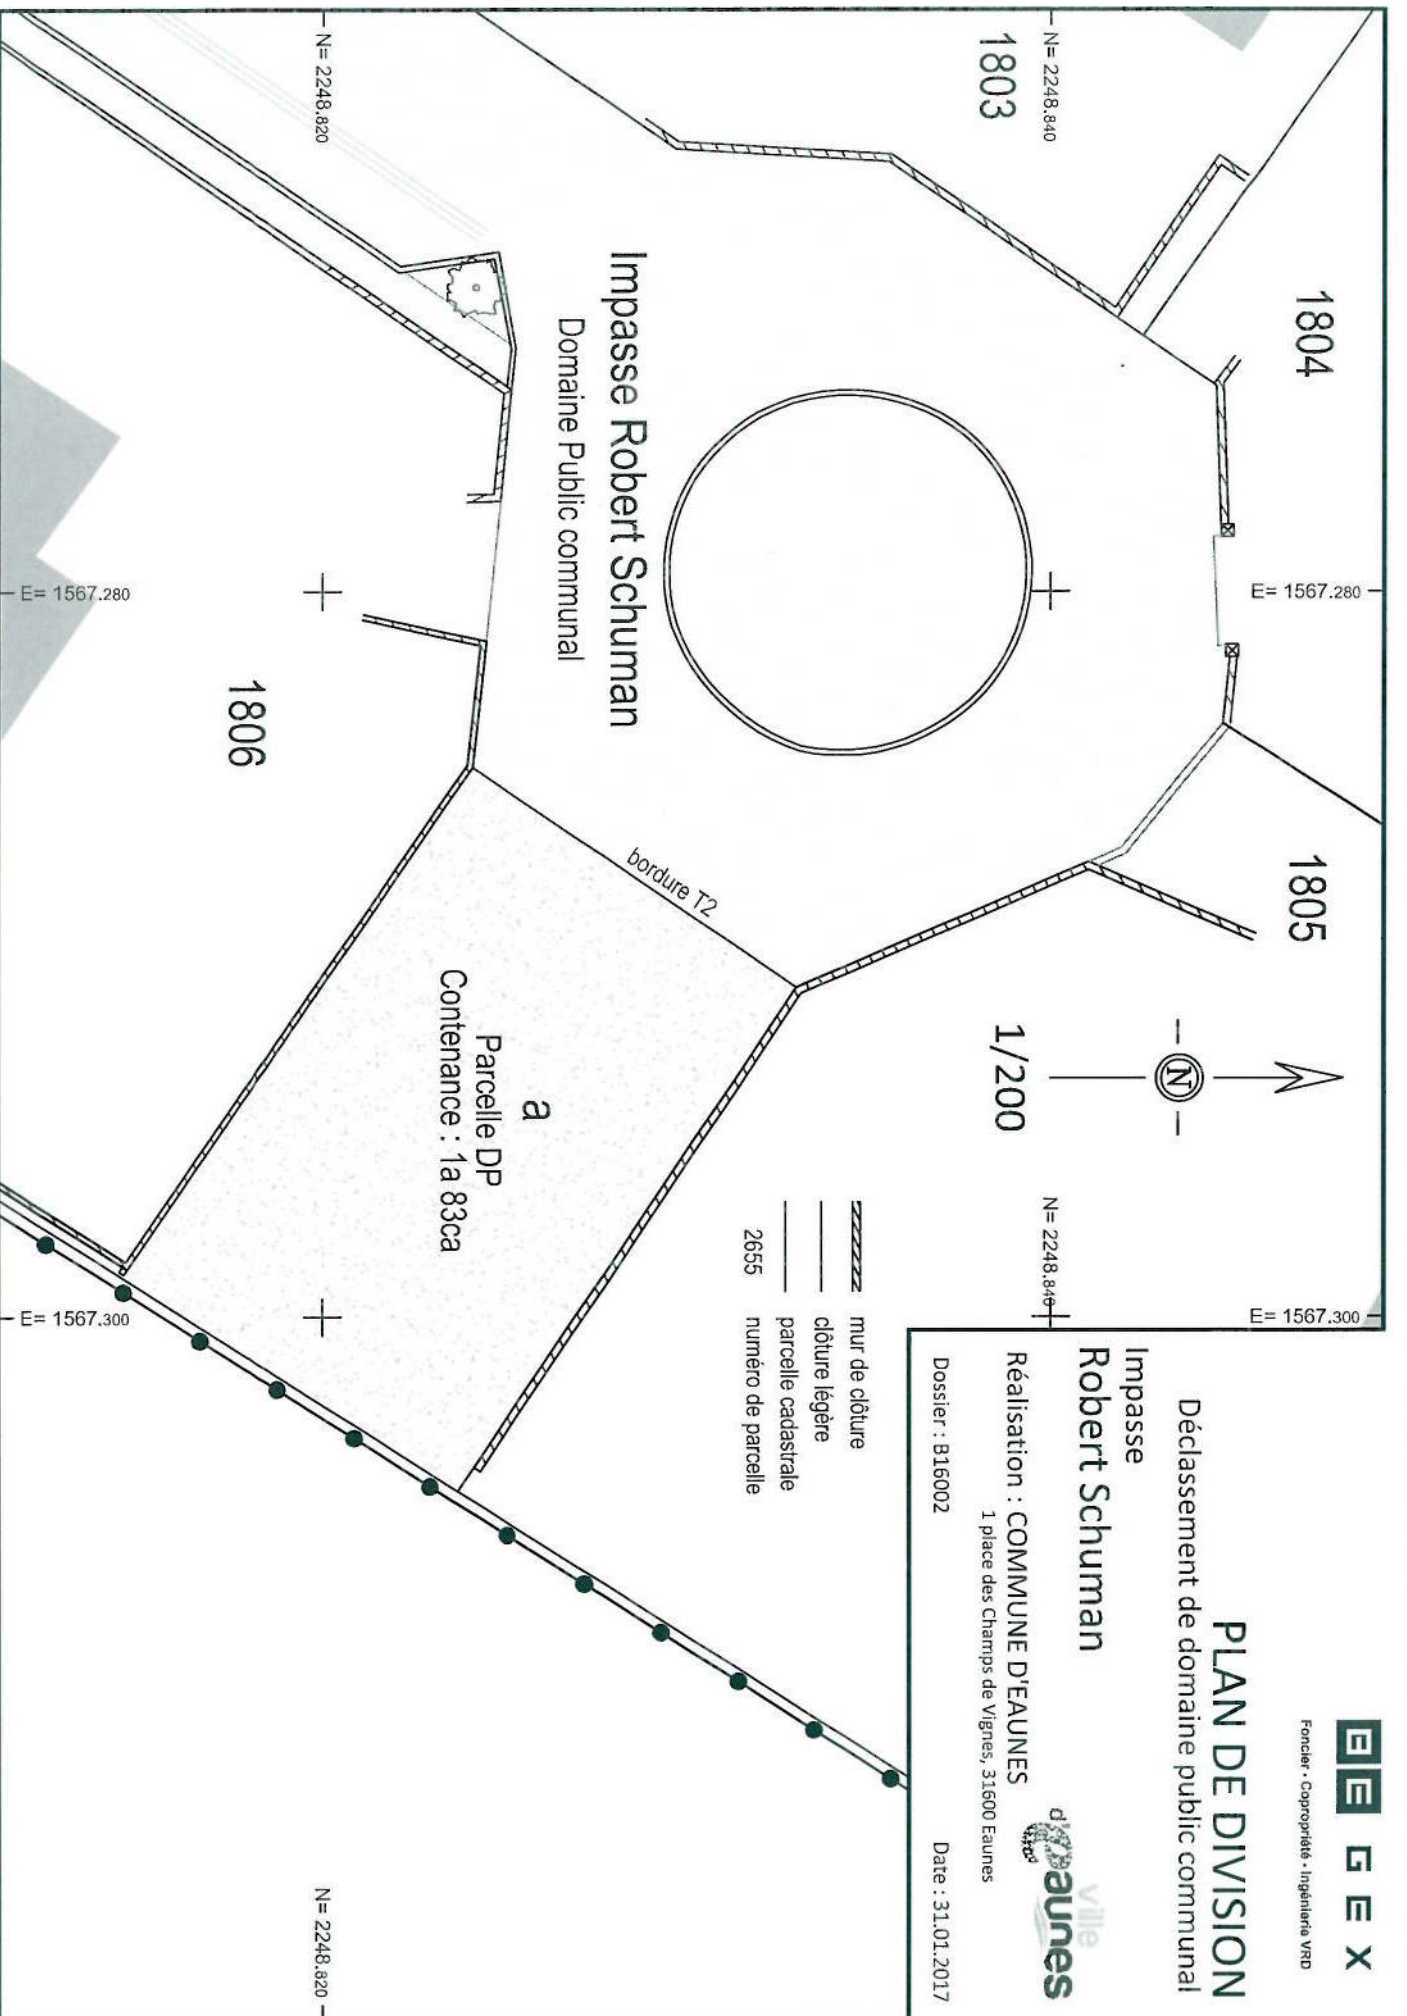 GEX
Foncier • Copropriété • Ingénierie VRD
PLAN DE DIVISION
Déclassement de domaine public communal
Impasse
Robert Schuman
ville
d'eaunes
Réalisation : COMMUNE D'EAUNES
1 place des Champs de Vignes, 31600 Eaunes
Dossier : B16002
Date : 31.01.2017
1804
1805
E= 1567.280
E= 1567.300
N
1/200
N= 2248.840
N= 2248.840
1803
mur de clôture
clôture légère
parcelle cadastrale
2655
numéro de parcelle
bordure T2
Impasse Robert Schuman
Domaine Public communal
a
Parcelle DP
Contenance : 1a 83ca
N= 2248.820
N= 2248.820
1806
E= 1567.280
E= 1567.300